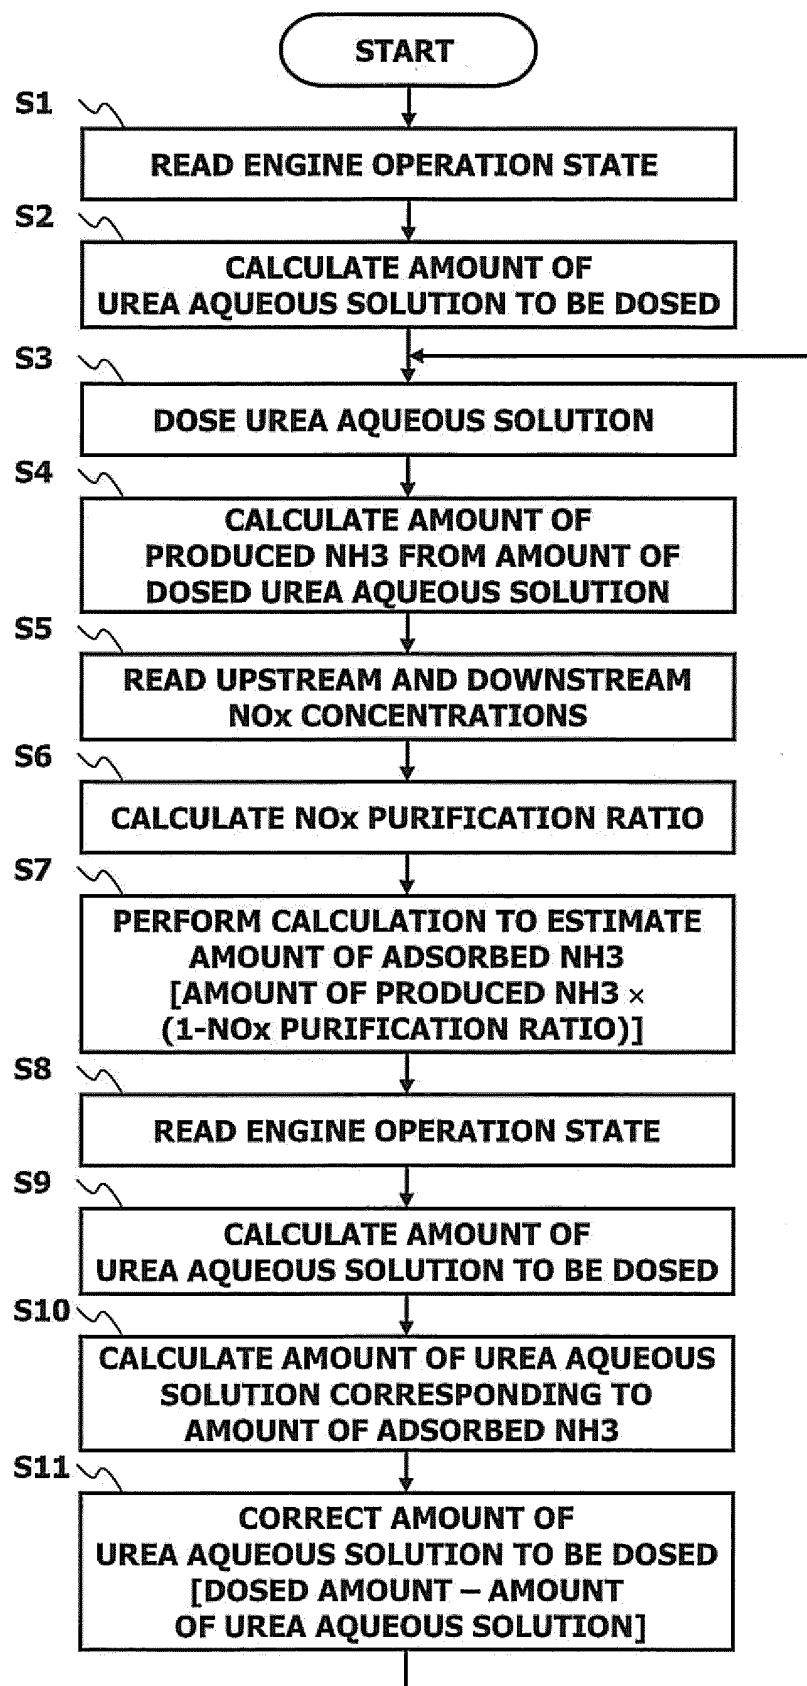 START
S1
READ ENGINE OPERATION STATE
S2
CALCULATE AMOUNT OF
UREA AQUEOUS SOLUTION TO BE DOSED
S3
DOSE UREA AQUEOUS SOLUTION
S4
CALCULATE AMOUNT OF
PRODUCED NH3 FROM AMOUNT OF
DOSED UREA AQUEOUS SOLUTION
S5
READ UPSTREAM AND DOWNSTREAM
NOx CONCENTRATIONS
S6
CALCULATE NOx PURIFICATION RATIO
S7
PERFORM CALCULATION TO ESTIMATE
AMOUNT OF ADSORBED NH3
[AMOUNT OF PRODUCED NH3 ×
(1-NOx PURIFICATION RATIO)]
S8
READ ENGINE OPERATION STATE
S9
CALCULATE AMOUNT OF
UREA AQUEOUS SOLUTION TO BE DOSED
S10
CALCULATE AMOUNT OF UREA AQUEOUS
SOLUTION CORRESPONDING TO
AMOUNT OF ADSORBED NH3
S11
CORRECT AMOUNT OF
UREA AQUEOUS SOLUTION TO BE DOSED
[DOSED AMOUNT – AMOUNT
OF UREA AQUEOUS SOLUTION]